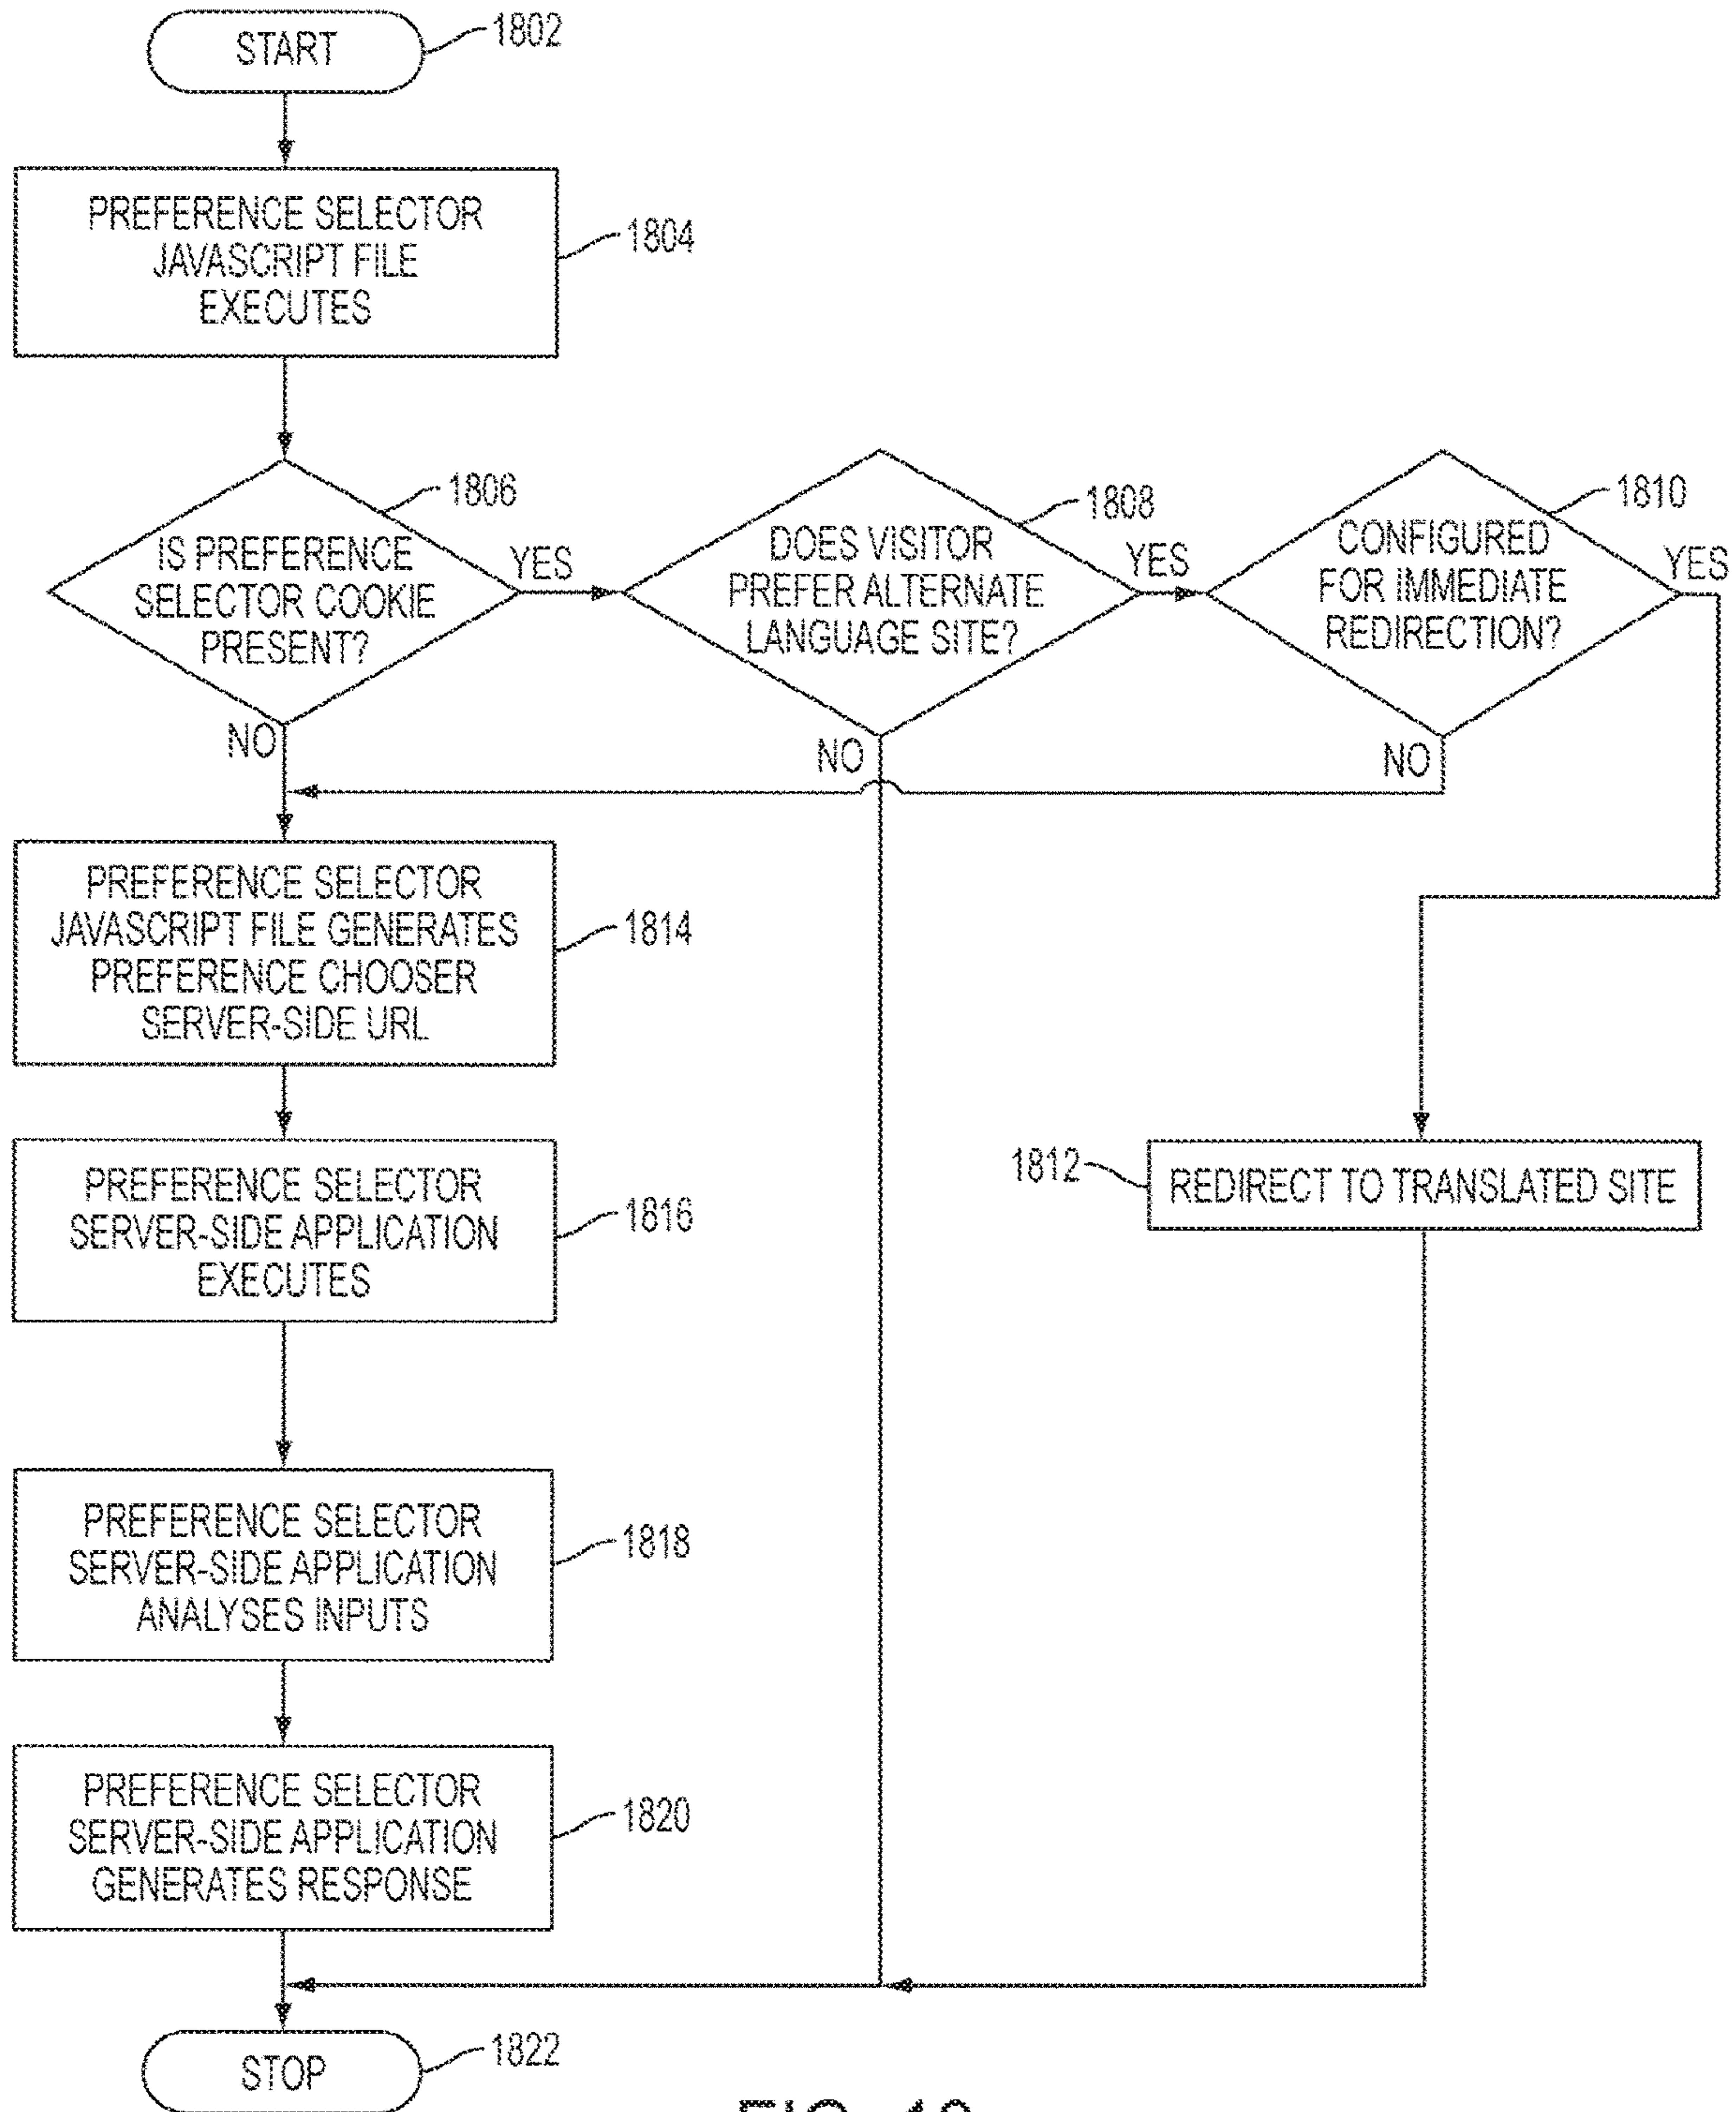 START
1802
PREFERENCE SELECTOR
JAVASCRIPT FILE
EXECUTES
1804
IS PREFERENCE
SELECTOR COOKIE
PRESENT?
1806
YES
NO
DOES VISITOR
PREFER ALTERNATE
LANGUAGE SITE?
1808
YES
NO
CONFIGURED
FOR IMMEDIATE
REDIRECTION?
1810
YES
NO
PREFERENCE SELECTOR
JAVASCRIPT FILE GENERATES
PREFERENCE CHOOSER
SERVER-SIDE URL
1814
PREFERENCE SELECTOR
SERVER-SIDE APPLICATION
EXECUTES
1816
1812
REDIRECT TO TRANSLATED SITE
PREFERENCE SELECTOR
SERVER-SIDE APPLICATION
ANALYSES INPUTS
1818
PREFERENCE SELECTOR
SERVER-SIDE APPLICATION
GENERATES RESPONSE
1820
STOP
1822